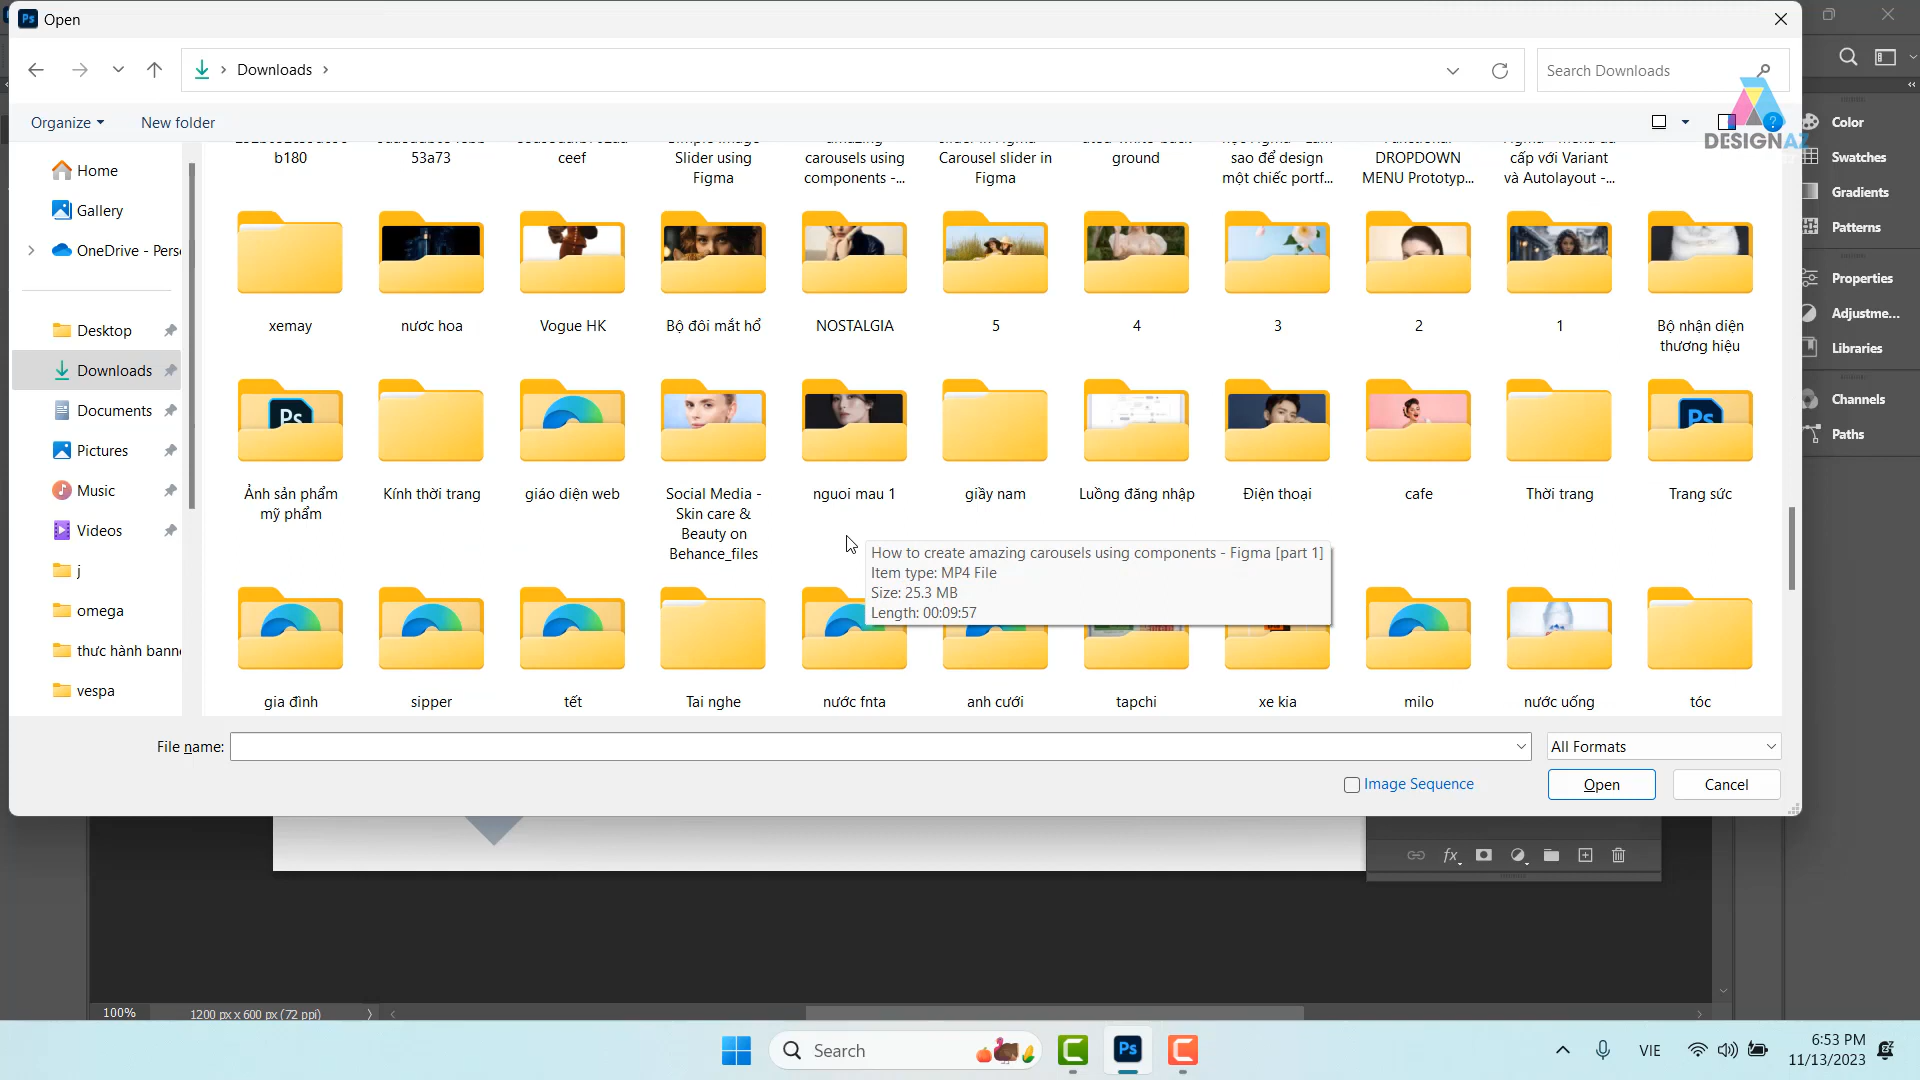 Open
Downloads
Search Downloads
DESIGNAZ
Organize
New folder
Home
Gallery
OneDrive - Perso
Desktop
Downloads
Documents
Pictures
Music
Videos
j
omega
thưc hành bann
vespa
b180
53a73
ceef
Slider using
Figma
carousels using
components -...
Carousel slider in
Figma
ground
sao để design
một chiếc portf...
DROPDOWN
MENU Prototyp...
cấp với Variant
và Autolayout -...
xemay
nươc hoa
Vogue HK
Bộ đôi mắt hổ
NOSTALGIA
5
4
3
2
1
Bộ nhận diện
thương hiệu
Ps
Ps
Ảnh sản phẩm
mỹ phẩm
Kính thời trang
giáo diện web
Social Media -
Skin care &
Beauty on
Behance_files
nguoi mau 1
giầy nam
Luồng đăng nhập
Điện thoại
cafe
Thời trang
Trang sức
How to create amazing carousels using components - Figma [part 1]
Item type: MP4 File
Size: 25.3 MB
Length: 00:09:57
gia đình
sipper
tết
Tai nghe
nước fnta
anh cưới
tapchi
xe kia
milo
nước uống
tóc
File name:
All Formats
Image Sequence
Open
Cancel
Color
Swatches
Gradients
Patterns
Properties
Adjustme...
Libraries
Channels
Paths
fx
100%
1200 px x 600 px (72 ppi)
Search
Ps
VIE
6:53 PM
11/13/2023